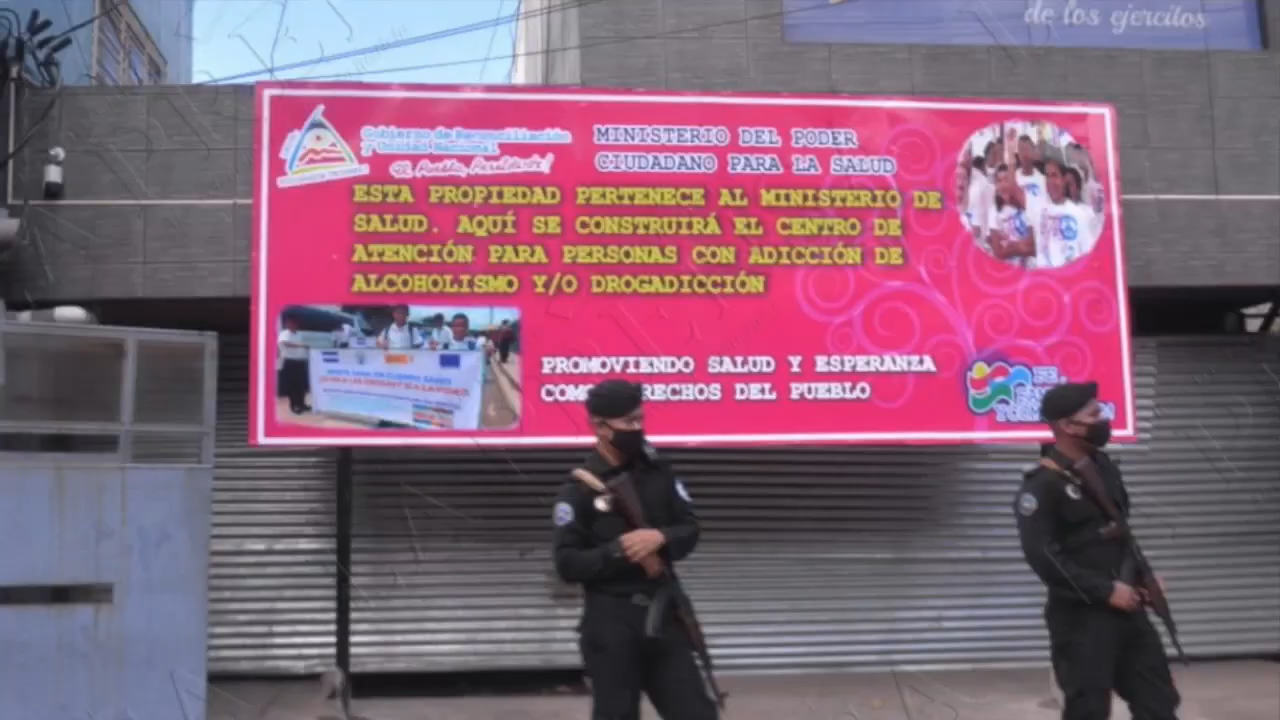 de los ejercitos
Gobierno de Reconciliación
y Unidad Nacional
El Pueblo, Presidente!
MINISTERIO DEL PODER
CIUDADANO PARA LA SALUD
ESTA PROPIEDAD PERTENECE AL MINISTERIO DE
SALUD. AQUÍ SE CONSTRUIRÁ EL CENTRO DE
ATENCIÓN PARA PERSONAS CON ADICCIÓN DE
ALCOHOLISMO Y/O DROGADICCIÓN
PROMOVIENDO SALUD Y ESPERANZA
COMO DERECHOS DEL PUEBLO